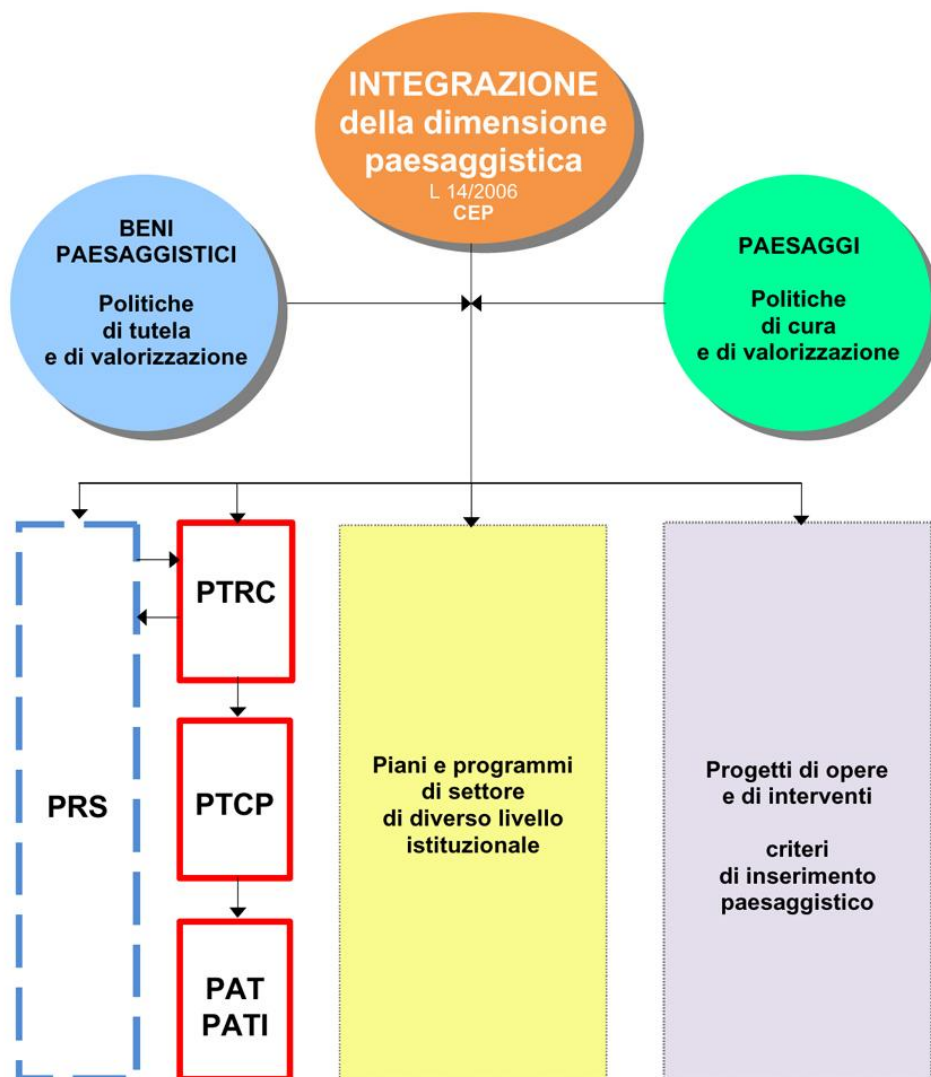 INTEGRAZIONE
della dimensione
paesaggistica
L 14/2006
CEP
BENI
PAESAGGISTICI
Politiche
di tutela
e di valorizzazione
PAESAGGI
Politiche
di cura
e di valorizzazione
PRS
PTRC
PTCP
PAT
PATI
Piani e programmi
di settore
di diverso livello
istituzionale
Progetti di opere
e di interventi
criteri
di inserimento
paesaggistico